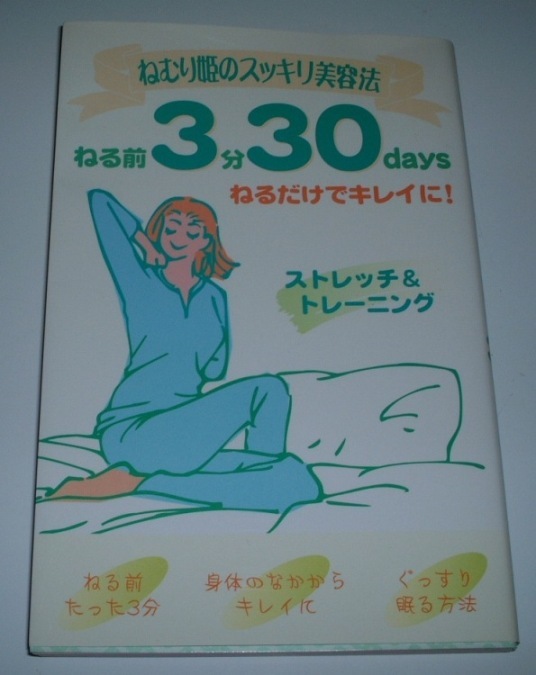 ねむり姫のスッキリ美容法
ねる前3分30days
ねるだけでキレイに!
ストレッチ&
トレーニング
ねる前
たった3分
身体のなかから
キレイに
ぐっすり
眠る方法